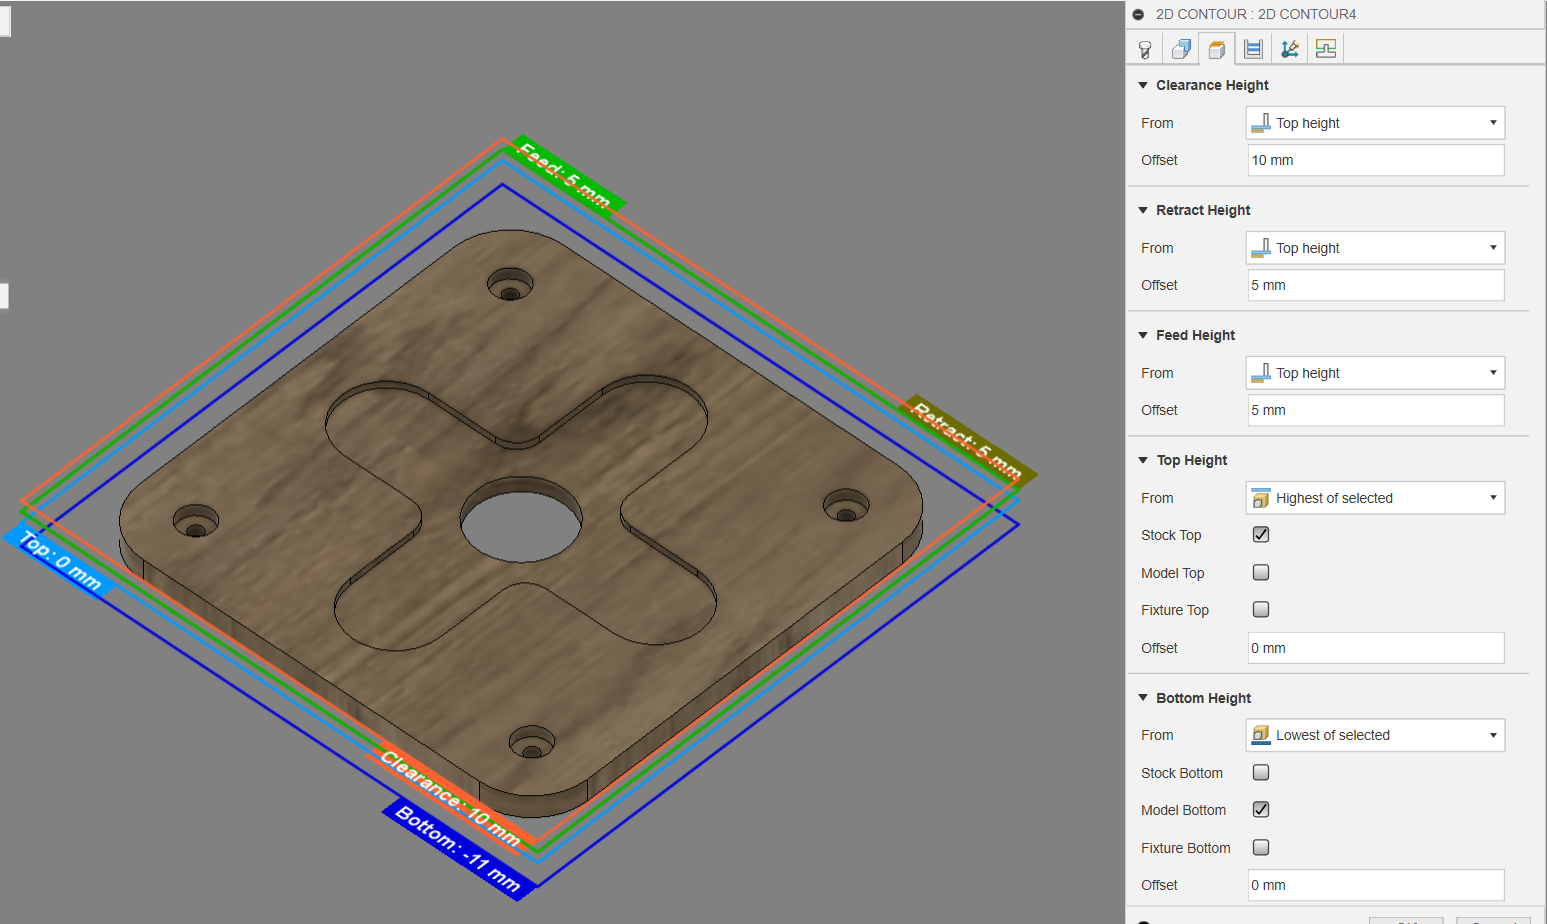 2D CONTOUR : 2D CONTOUR4
Clearance Height
From Top height
Offset 10 mm
Retract Height
From Top height
Offset 5 mm
Feed Height
From Top height
Offset 5 mm
Top Height
From Highest of selected
Stock Top
Model Top
Fixture Top
Offset 0 mm
Bottom Height
From Lowest of selected
Stock Bottom
Model Bottom
Fixture Bottom
Offset 0 mm
Feed: 5 mm
Retract: 5 mm
Top: 0 mm
Clearance: 10 mm
Bottom: -11 mm